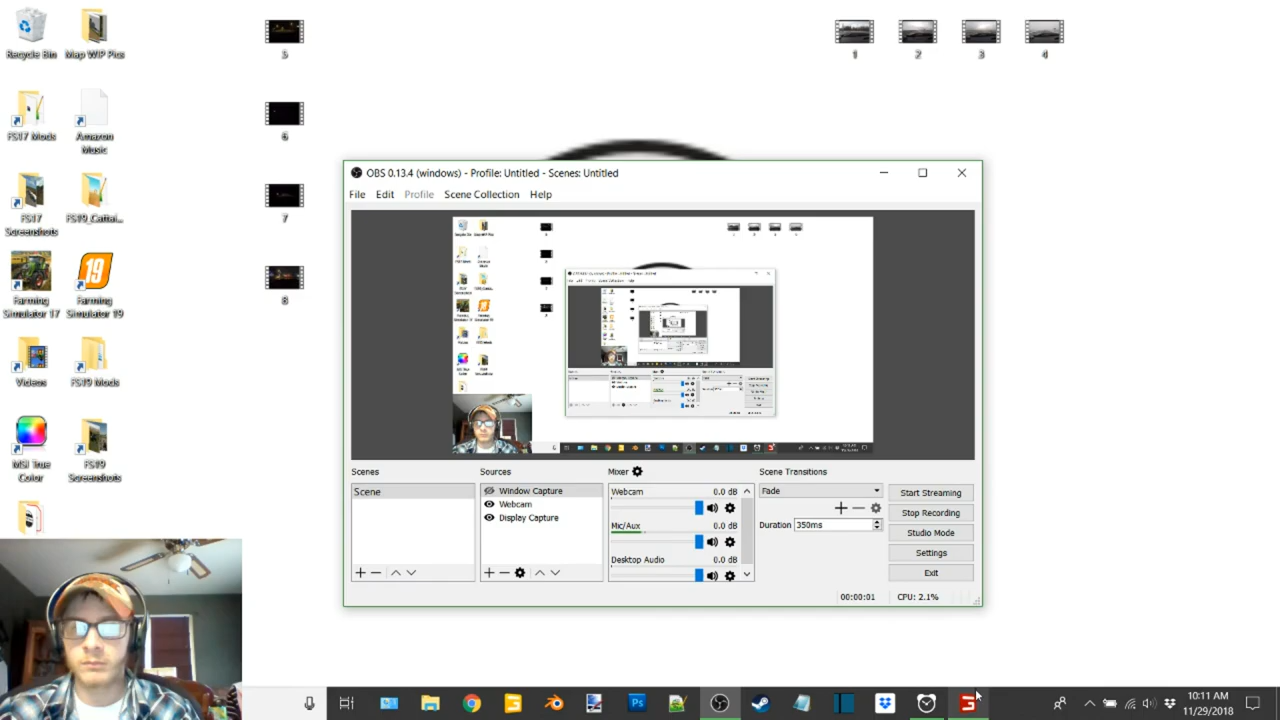 Recycle Bin
Map WIP Pics
5
1
2
3
4
FS17 Mods
Amazon
Music
6
FS17
Screenshots
FS19_Cattai...
7
Farming
Simulator 17
Farming
Simulator 19
8
Videos
FS19 Mods
MSI True
Color
FS19
Screenshots
OBS 0.13.4 (windows) - Profile: Untitled - Scenes: Untitled
File Edit Profile Scene Collection Help
Scenes
Scene
Sources
Window Capture
Webcam
Display Capture
Mixer
Webcam 0.0 dB
Mic/Aux 0.0 dB
Desktop Audio 0.0 dB
Scene Transitions
Fade
Duration 350ms
Start Streaming
Stop Recording
Studio Mode
Settings
Exit
00:00:01 CPU: 2.1%
10:11 AM
11/29/2018